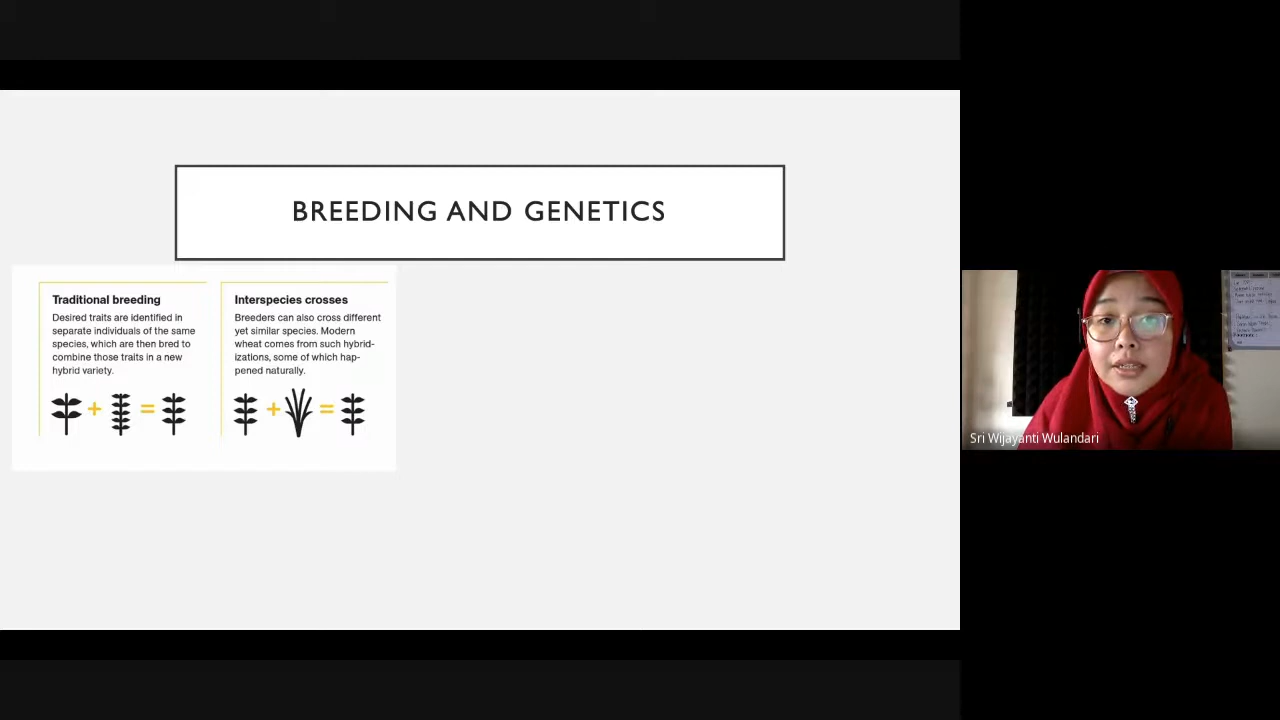 BREEDING AND GENETICS
Traditional breeding
Desired traits are identified in
separate individuals of the same
species, which are then bred to
combine those traits in a new
hybrid variety.
Interspecies crosses
Breeders can also cross different
yet similar species. Modern
wheat comes from such hybrid-
izations, some of which hap-
pened naturally.
Sri Wijayanti Wulandari